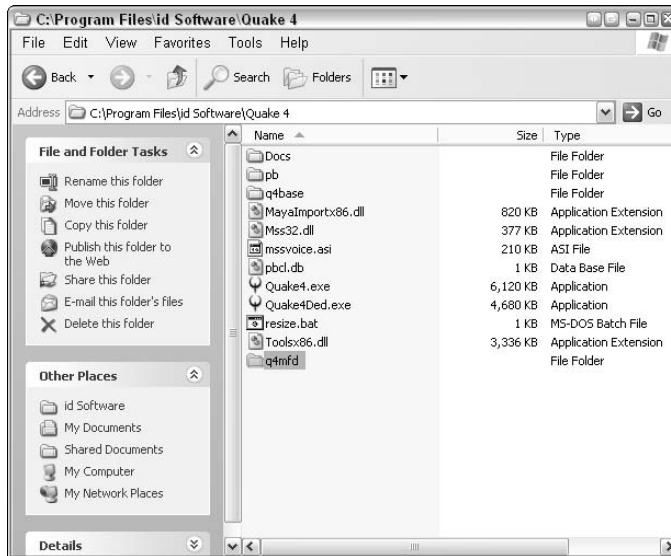 C:\Program Files\id Software\Quake 4
File Edit View Favorites Tools Help
Back Search Folders
Address C:\Program Files\id Software\Quake 4 Go
File and Folder Tasks
Rename this folder
Move this folder
Copy this folder
Publish this folder to
the Web
Share this folder
E-mail this folder's files
Delete this folder
Other Places
id Software
My Documents
Shared Documents
My Computer
My Network Places
Details
Name Size Type
Docs File Folder
pb File Folder
q4base File Folder
MayaImportx86.dll 820 KB Application Extension
Mss32.dll 377 KB Application Extension
mssvoice.asi 210 KB ASI File
pbcl.db 1 KB Data Base File
Quake4.exe 6,120 KB Application
Quake4Ded.exe 4,680 KB Application
resize.bat 1 KB MS-DOS Batch File
Toolsx86.dll 3,336 KB Application Extension
q4mfd File Folder